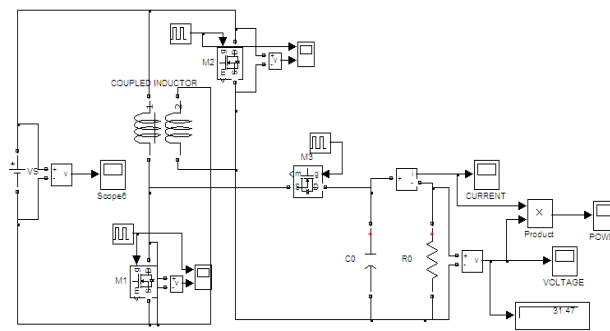 M2
g
m
S
D
+
-
v
COUPLED INDUCTOR
1
2
M3
+
VS
+
-
v
Scope6
m
g
S
D
+
-
i
CURRENT
X
Product
POW
M1
g
m
S
D
+
-
v
C0
R0
+
-
v
VOLTAGE
31.47